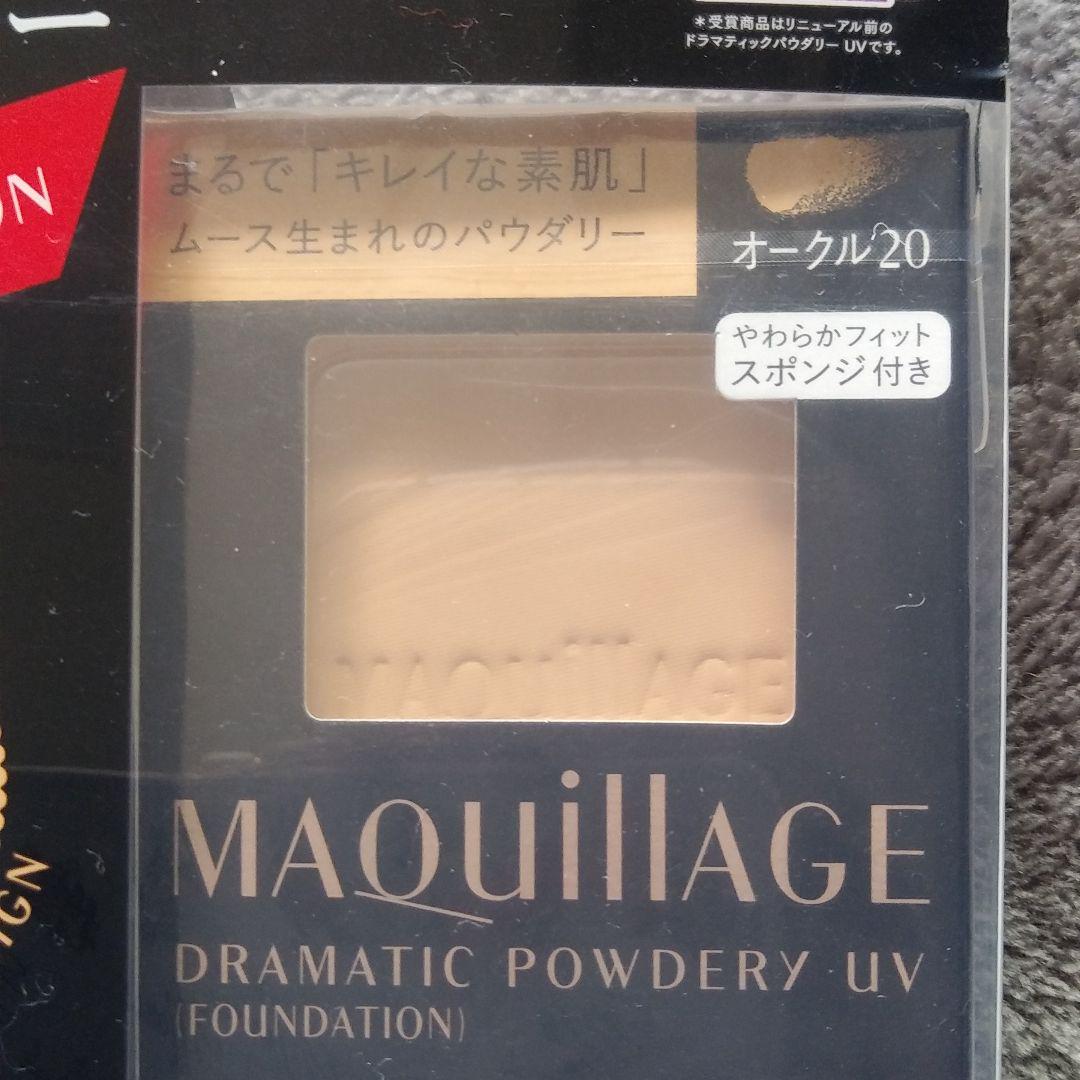 ー
*受賞商品はリニューアル前の
ドラマティックパウダリー UVです。
ON
まるで「キレイな素肌」
ムース生まれのパウダリー
オークル20
やわらかフィット
スポンジ付き
MAQuillAGE
MAQuillAGE
DRAMATIC POWDERY UV
(FOUNDATION)
IGN